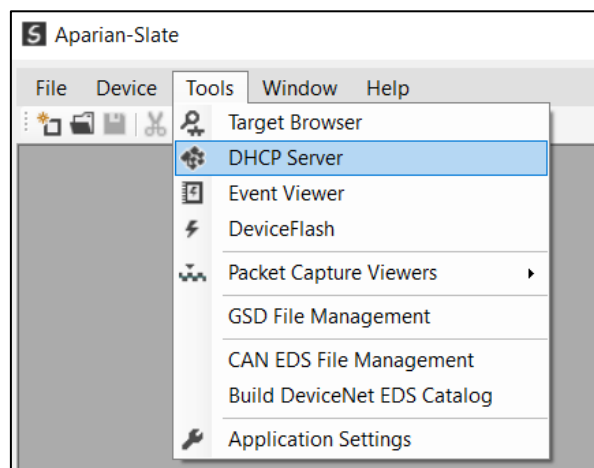 S Aparian-Slate
File Device Tools Window Help
Target Browser
DHCP Server
Event Viewer
DeviceFlash
Packet Capture Viewers
GSD File Management
CAN EDS File Management
Build DeviceNet EDS Catalog
Application Settings